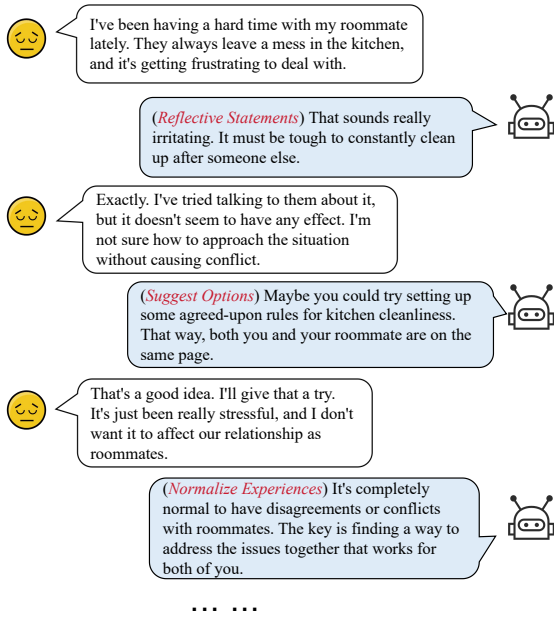 I've been having a hard time with my roommate
lately. They always leave a mess in the kitchen,
and it's getting frustrating to deal with.
(Reflective Statements) That sounds really
irritating. It must be tough to constantly clean
up after someone else.
Exactly. I've tried talking to them about it,
but it doesn't seem to have any effect. I'm
not sure how to approach the situation
without causing conflict.
(Suggest Options) Maybe you could try setting up
some agreed-upon rules for kitchen cleanliness.
That way, both you and your roommate are on the
same page.
That's a good idea. I'll give that a try.
It's just been really stressful, and I don't
want it to affect our relationship as
roommates.
(Normalize Experiences) It's completely
normal to have disagreements or conflicts
with roommates. The key is finding a way to
address the issues together that works for
both of you.
... ...